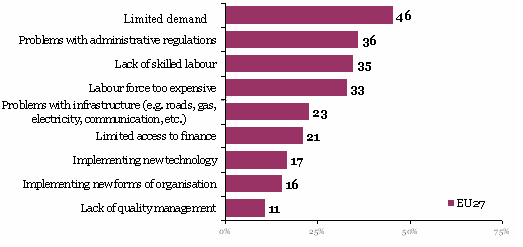 Limited demand 46
Problems with administrative regulations 36
Lack of skilled labour 35
Labour force too expensive 33
Problems with infrastructure (e.g. roads, gas,
electricity, communication, etc.) 23
Limited access to finance 21
Implementing new technology 17
Implementing new forms of organisation 16
Lack of quality management 11
EU27
0% 25% 50% 75%